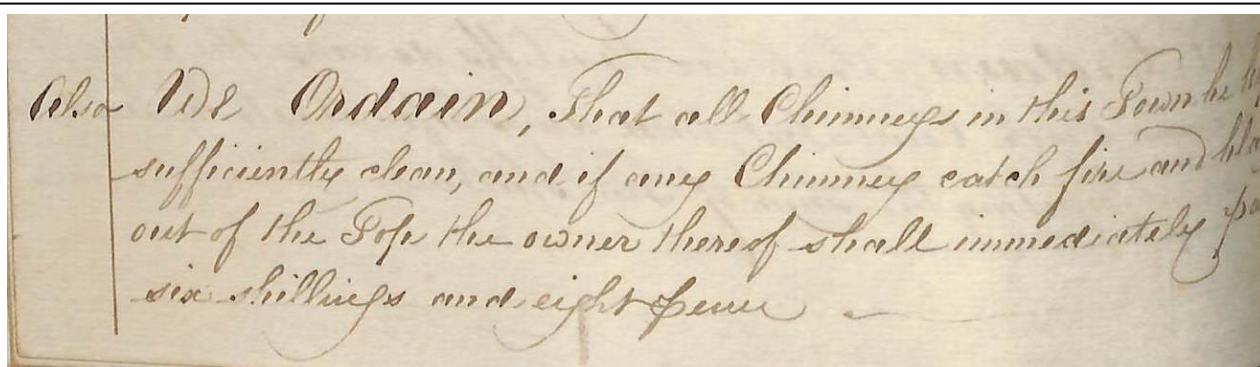 Also We Ordain, That all Chimneys in this Town be
sufficiently clean, and if any Chimney catch fire and
out of the Top the owner thereof shall immediately
six shillings and eight pence